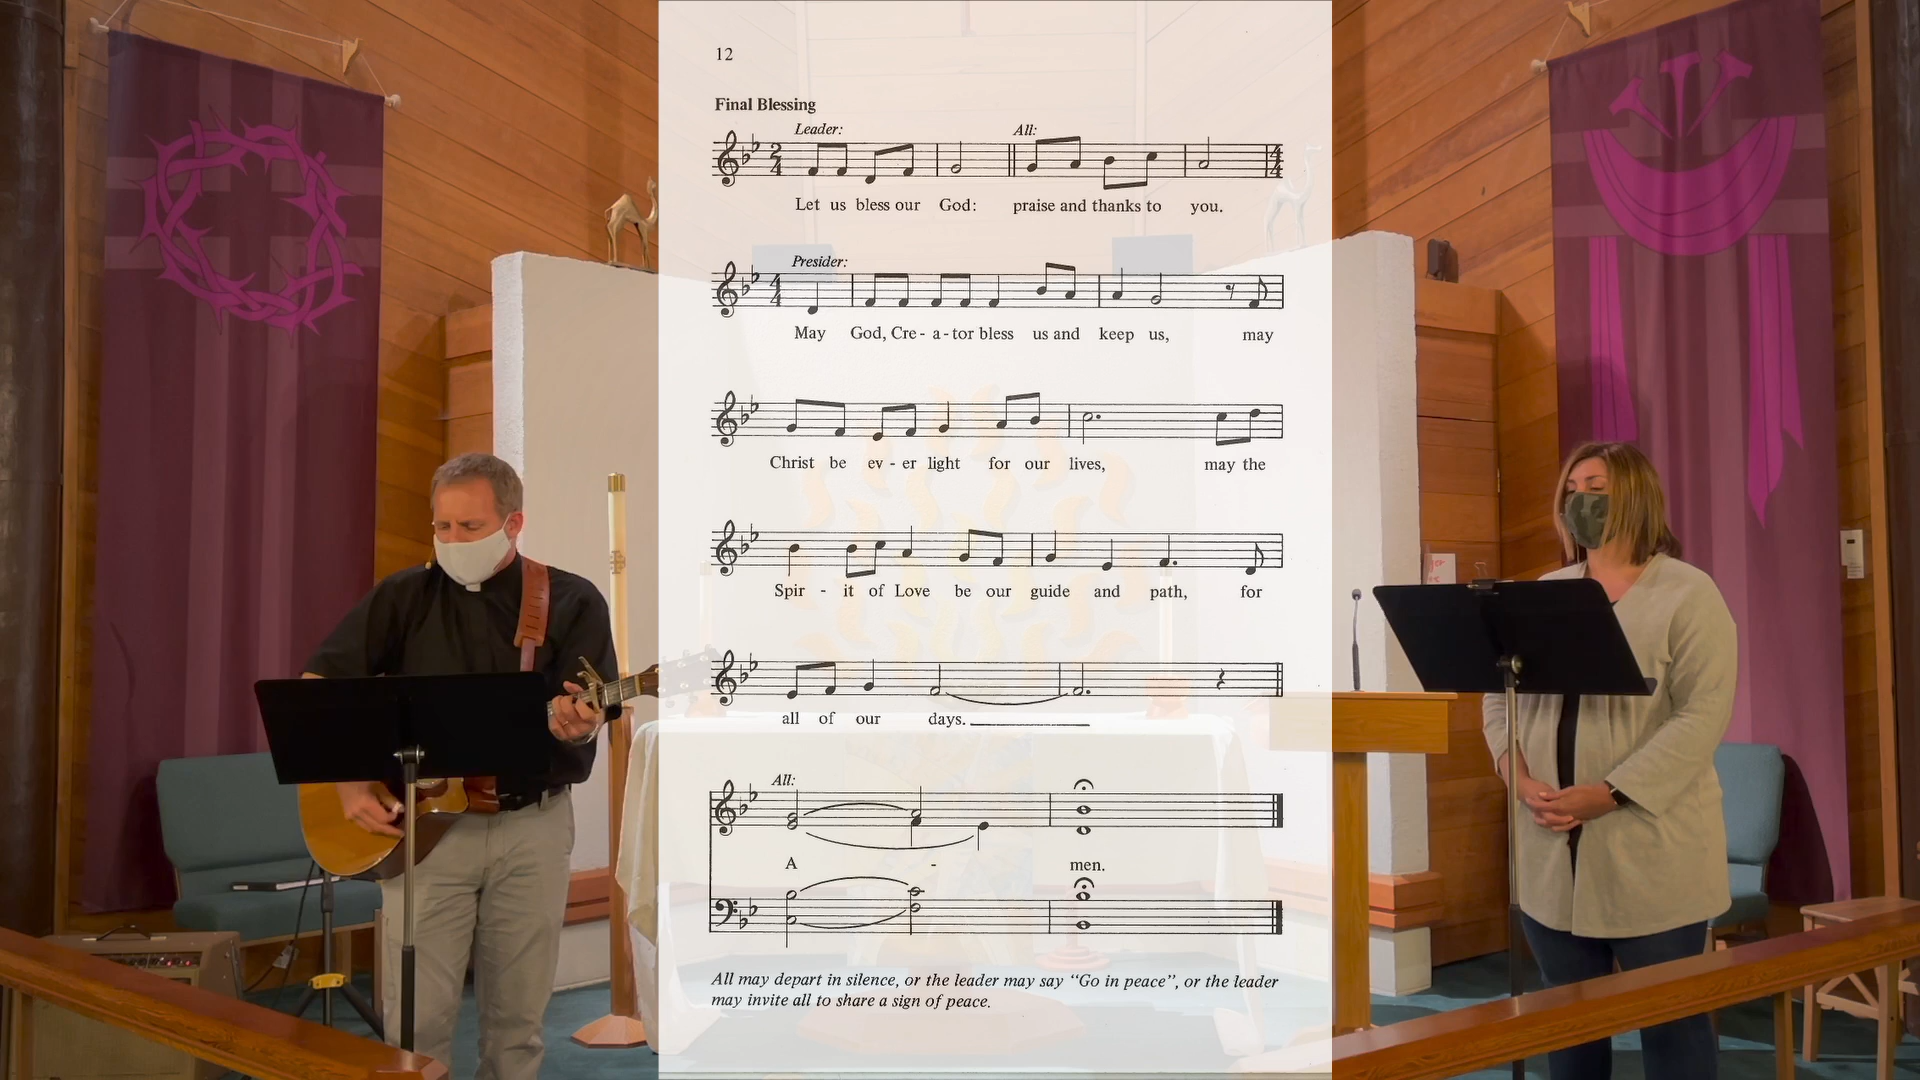 12
Final Blessing
Leader: All:
Let us bless our God: praise and thanks to you.
Presider:
May God, Cre - a - tor bless us and keep us, may
Christ be ev - er light for our lives, may the
Spir - it of Love be our guide and path, for
all of our days.
All:
A - men.
All may depart in silence, or the leader may say “Go in peace”, or the leader
may invite all to share a sign of peace.